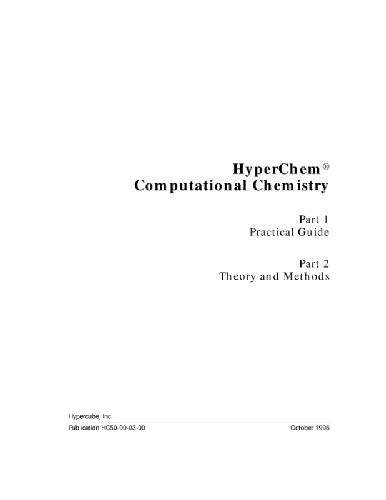 HyperChem®
Computational Chemistry
Part 1
Practical Guide
Part 2
Theory and Methods
Hypercube, Inc.
Publication HC50-00-03-00 October 1996